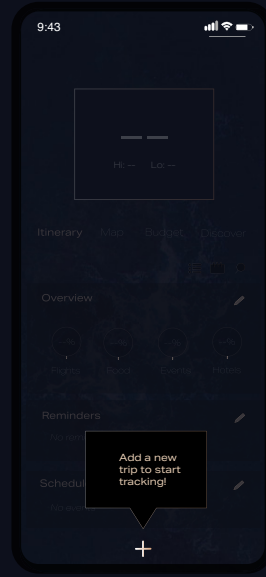 9:43
Hi: -- Lo: --
Itinerary Map Budget Discover
Overview
Flights Food Events Hotels
Reminders
Add a new
trip to start
tracking!